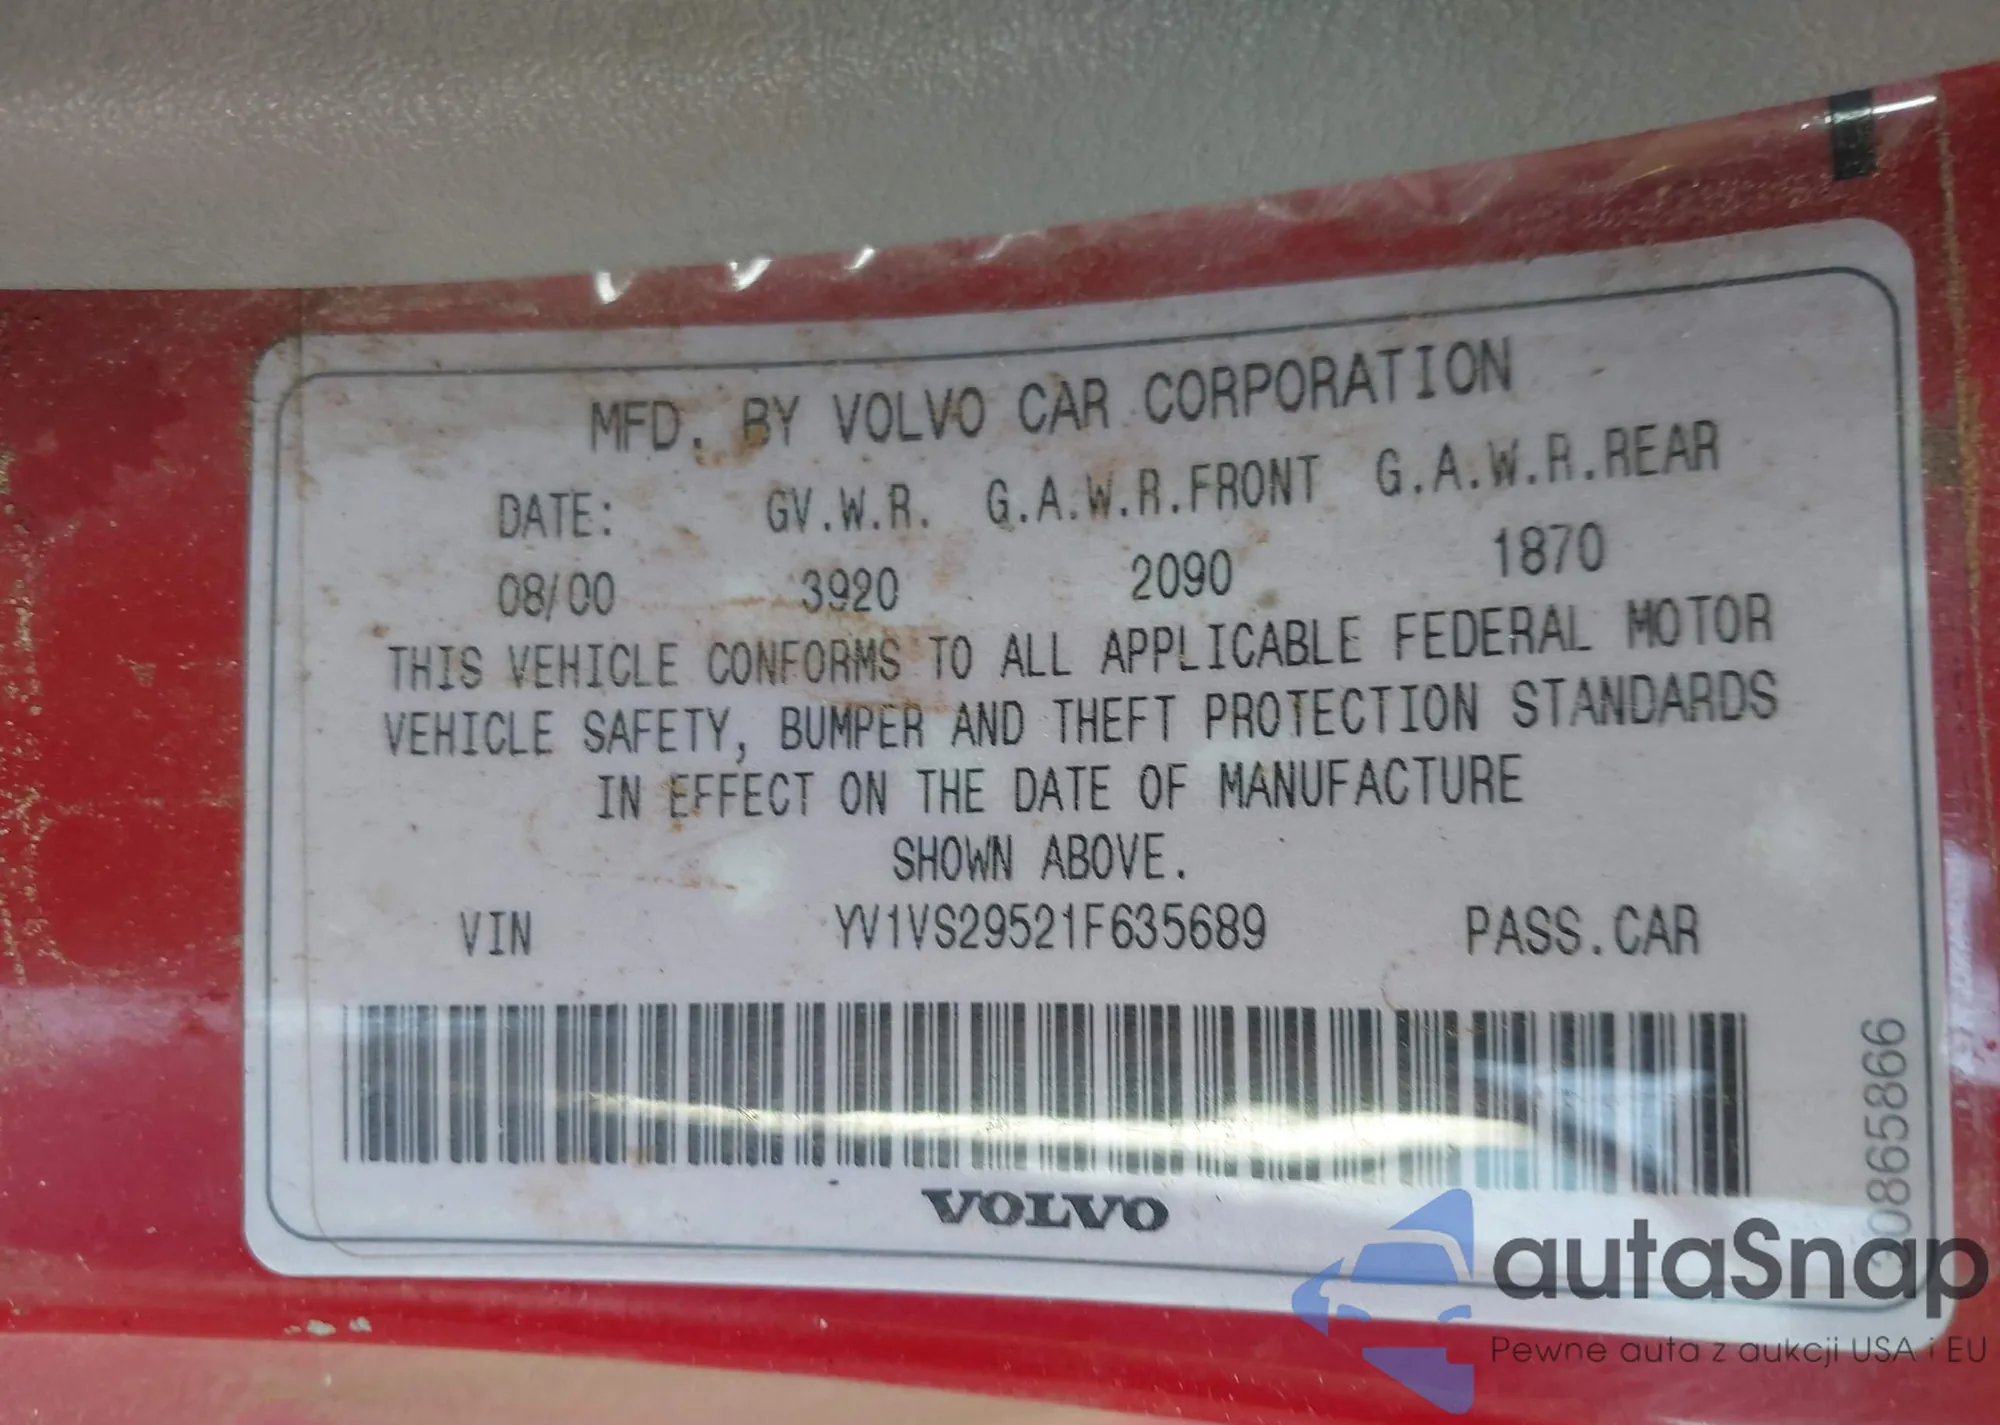 MFD. BY VOLVO CAR CORPORATION
DATE: GV.W.R. G.A.W.R.FRONT G.A.W.R.REAR
08/00 3920 2090 1870
THIS VEHICLE CONFORMS TO ALL APPLICABLE FEDERAL MOTOR
VEHICLE SAFETY, BUMPER AND THEFT PROTECTION STANDARDS
IN EFFECT ON THE DATE OF MANUFACTURE
SHOWN ABOVE.
VIN YV1VS29521F635689 PASS.CAR
VOLVO
autaSnap
Pewne auta z aukcji USA i EU